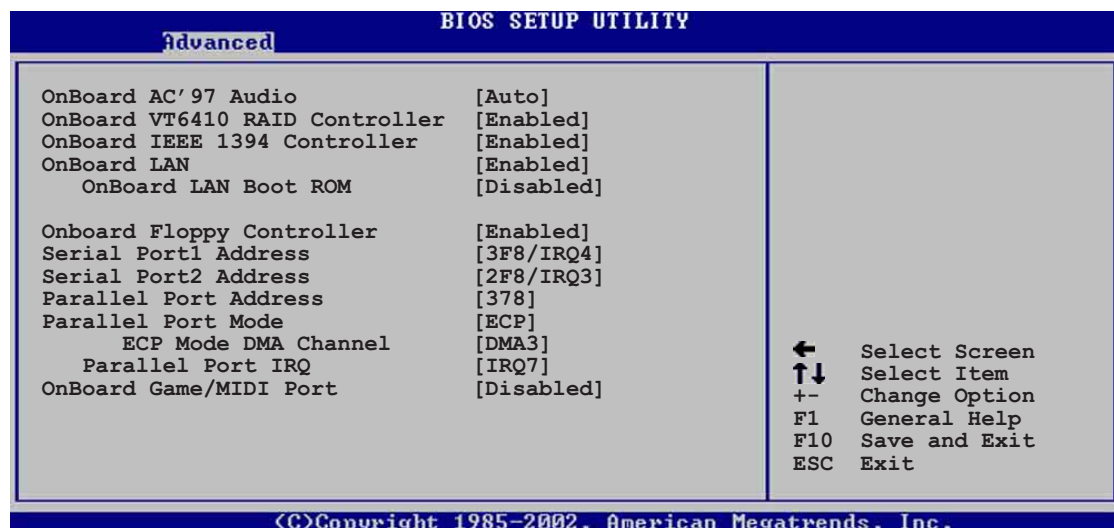 BIOS SETUP UTILITY
Advanced
OnBoard AC'97 Audio [Auto]
OnBoard VT6410 RAID Controller [Enabled]
OnBoard IEEE 1394 Controller [Enabled]
OnBoard LAN [Enabled]
OnBoard LAN Boot ROM [Disabled]
Onboard Floppy Controller [Enabled]
Serial Port1 Address [3F8/IRQ4]
Serial Port2 Address [2F8/IRQ3]
Parallel Port Address [378]
Parallel Port Mode [ECP]
ECP Mode DMA Channel [DMA3]
Parallel Port IRQ [IRQ7]
OnBoard Game/MIDI Port [Disabled]
← Select Screen
↑↓ Select Item
+- Change Option
F1 General Help
F10 Save and Exit
ESC Exit
(C)Copyright 1985-2002, American Megatrends, Inc.